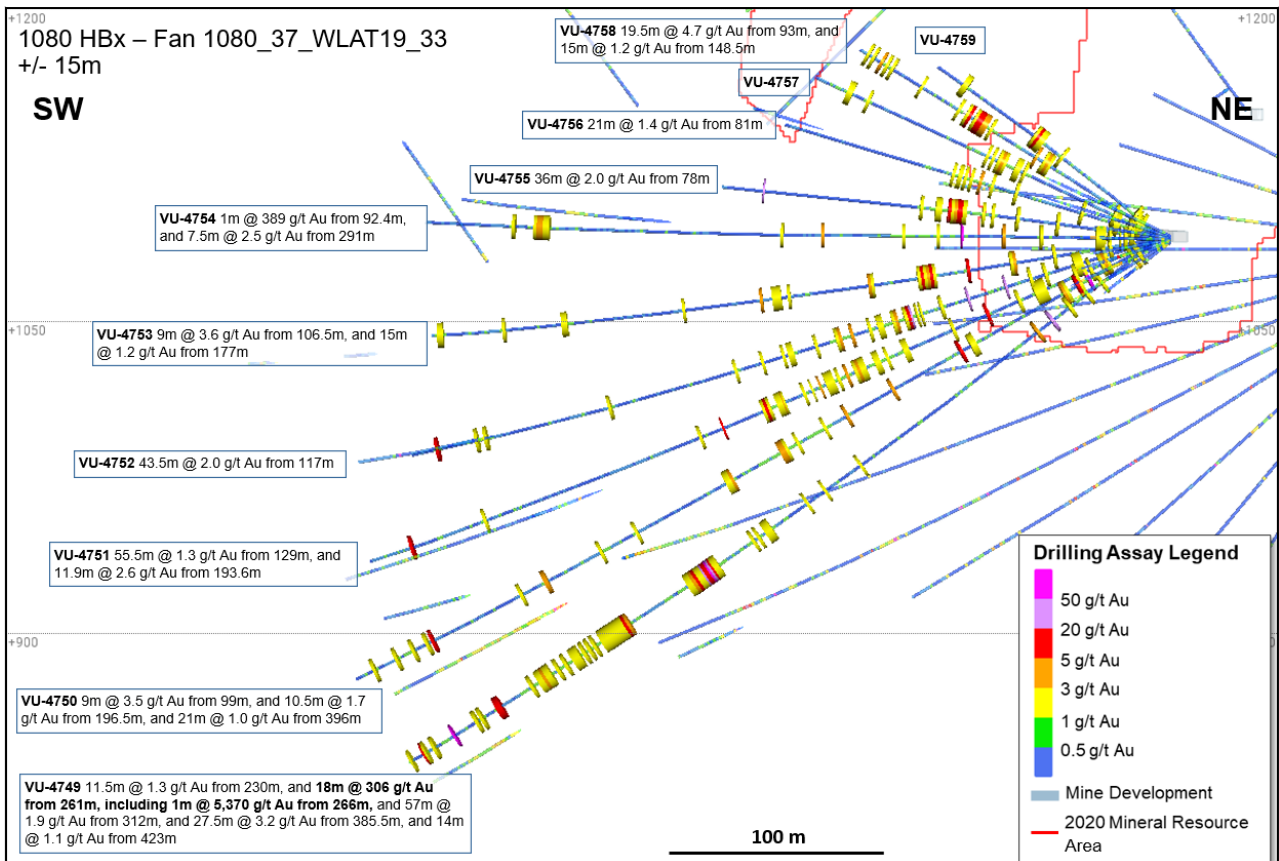 +1200
+1200
1080 HBx – Fan 1080_37_WLAT19_33
+/- 15m
SW
NE
VU-4758 19.5m @ 4.7 g/t Au from 93m, and
15m @ 1.2 g/t Au from 148.5m
VU-4759
VU-4757
VU-4756 21m @ 1.4 g/t Au from 81m
VU-4755 36m @ 2.0 g/t Au from 78m
VU-4754 1m @ 389 g/t Au from 92.4m,
and 7.5m @ 2.5 g/t Au from 291m
+1050
+1050
VU-4753 9m @ 3.6 g/t Au from 106.5m, and 15m
@ 1.2 g/t Au from 177m
VU-4752 43.5m @ 2.0 g/t Au from 117m
VU-4751 55.5m @ 1.3 g/t Au from 129m, and
11.9m @ 2.6 g/t Au from 193.6m
+900
VU-4750 9m @ 3.5 g/t Au from 99m, and 10.5m @ 1.7
g/t Au from 196.5m, and 21m @ 1.0 g/t Au from 396m
VU-4749 11.5m @ 1.3 g/t Au from 230m, and 18m @ 306 g/t Au
from 261m, including 1m @ 5,370 g/t Au from 266m, and 57m @
1.9 g/t Au from 312m, and 27.5m @ 3.2 g/t Au from 385.5m, and 14m
@ 1.1 g/t Au from 423m
100 m
Drilling Assay Legend
50 g/t Au
20 g/t Au
5 g/t Au
3 g/t Au
1 g/t Au
0.5 g/t Au
Mine Development
2020 Mineral Resource
Area